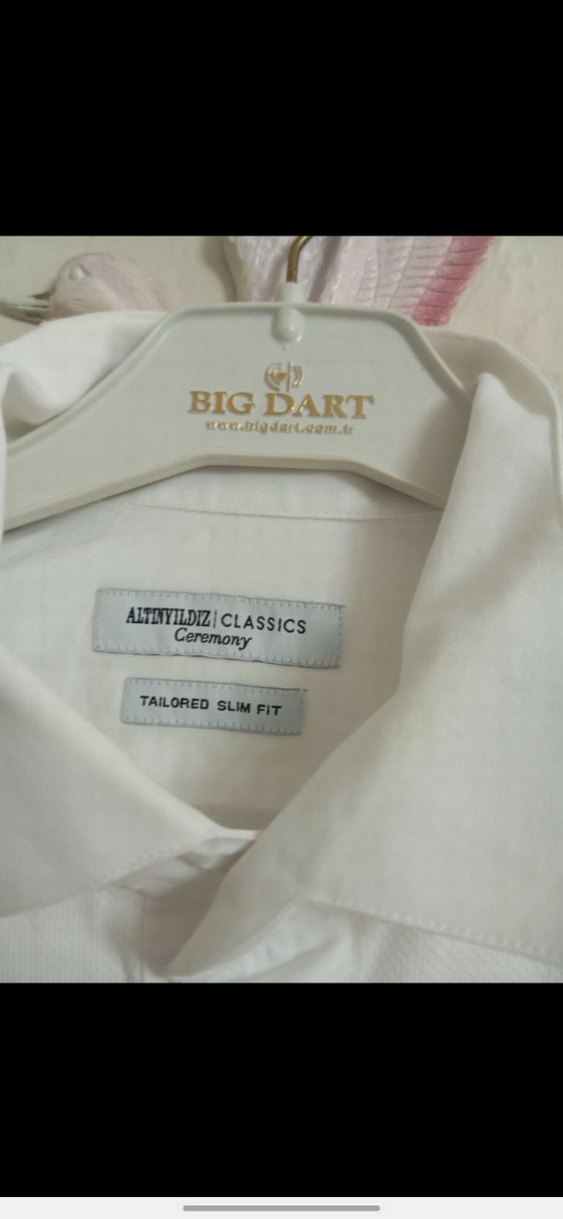 BIG DART
www.bigdart.com.tr
ALTINYILDIZ | CLASSICS
Ceremony
TAILORED SLIM FIT